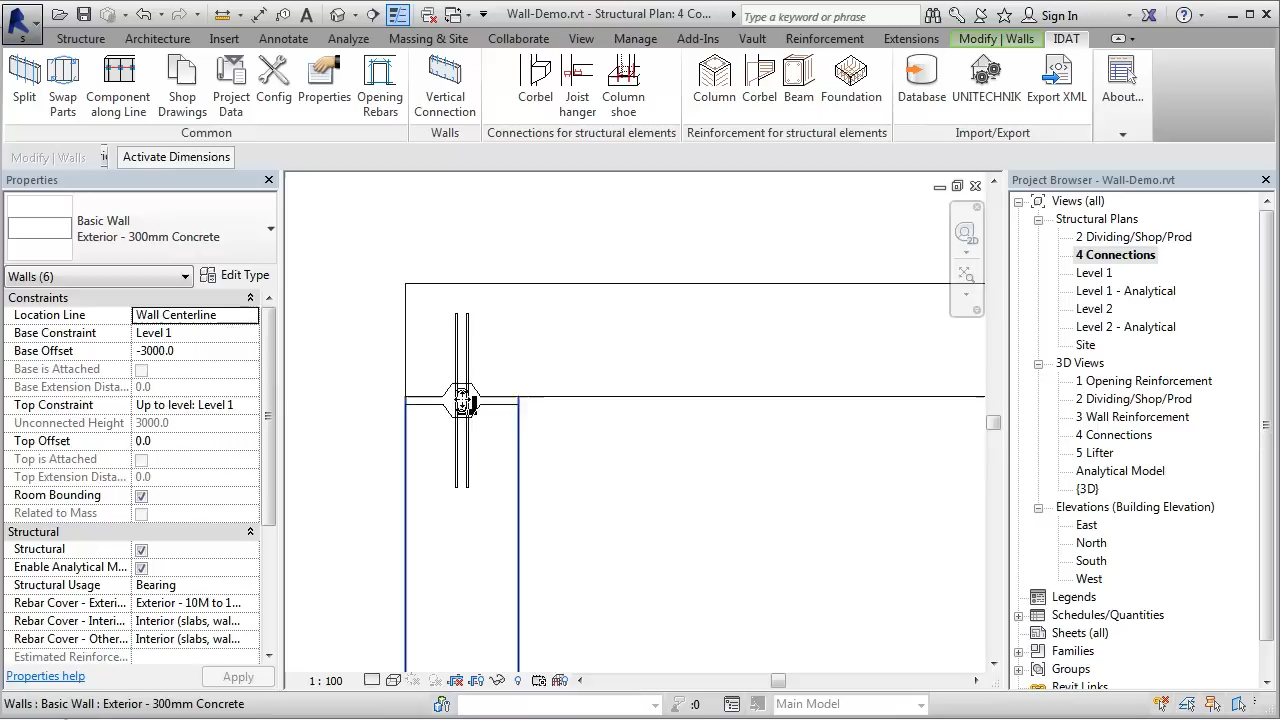 Wall-Demo.rvt - Structural Plan: 4 Co...
Type a keyword or phrase
Sign In
Structure Architecture Insert Annotate Analyze Massing & Site Collaborate View Manage Add-Ins Vault Reinforcement Extensions Modify | Walls IDAT
Split
Swap Parts
Component along Line
Shop Drawings
Project Data
Config
Properties
Opening Rebars
Vertical Connection
Corbel
Joist hanger
Column shoe
Column
Corbel
Beam
Foundation
Database
UNITECHNIK
Export XML
About...
Common
Walls
Connections for structural elements
Reinforcement for structural elements
Import/Export
Modify | Walls
Activate Dimensions
Properties
Basic Wall
Exterior - 300mm Concrete
Walls (6)
Edit Type
Constraints
Location Line Wall Centerline
Base Constraint Level 1
Base Offset -3000.0
Base is Attached
Base Extension Dista... 0.0
Top Constraint Up to level: Level 1
Unconnected Height 3000.0
Top Offset 0.0
Top is Attached
Top Extension Dista... 0.0
Room Bounding
Related to Mass
Structural
Structural
Enable Analytical M...
Structural Usage Bearing
Rebar Cover - Exteri... Exterior - 10M to 1...
Rebar Cover - Interi... Interior (slabs, wal...
Rebar Cover - Other... Interior (slabs, wal...
Estimated Reinforce...
Properties help
Apply
2D
1 : 100
Project Browser - Wall-Demo.rvt
Views (all)
Structural Plans
2 Dividing/Shop/Prod
4 Connections
Level 1
Level 1 - Analytical
Level 2
Level 2 - Analytical
Site
3D Views
1 Opening Reinforcement
2 Dividing/Shop/Prod
3 Wall Reinforcement
4 Connections
5 Lifter
Analytical Model
{3D}
Elevations (Building Elevation)
East
North
South
West
Legends
Schedules/Quantities
Sheets (all)
Families
Groups
Revit Links
Walls : Basic Wall : Exterior - 300mm Concrete
:0
Main Model